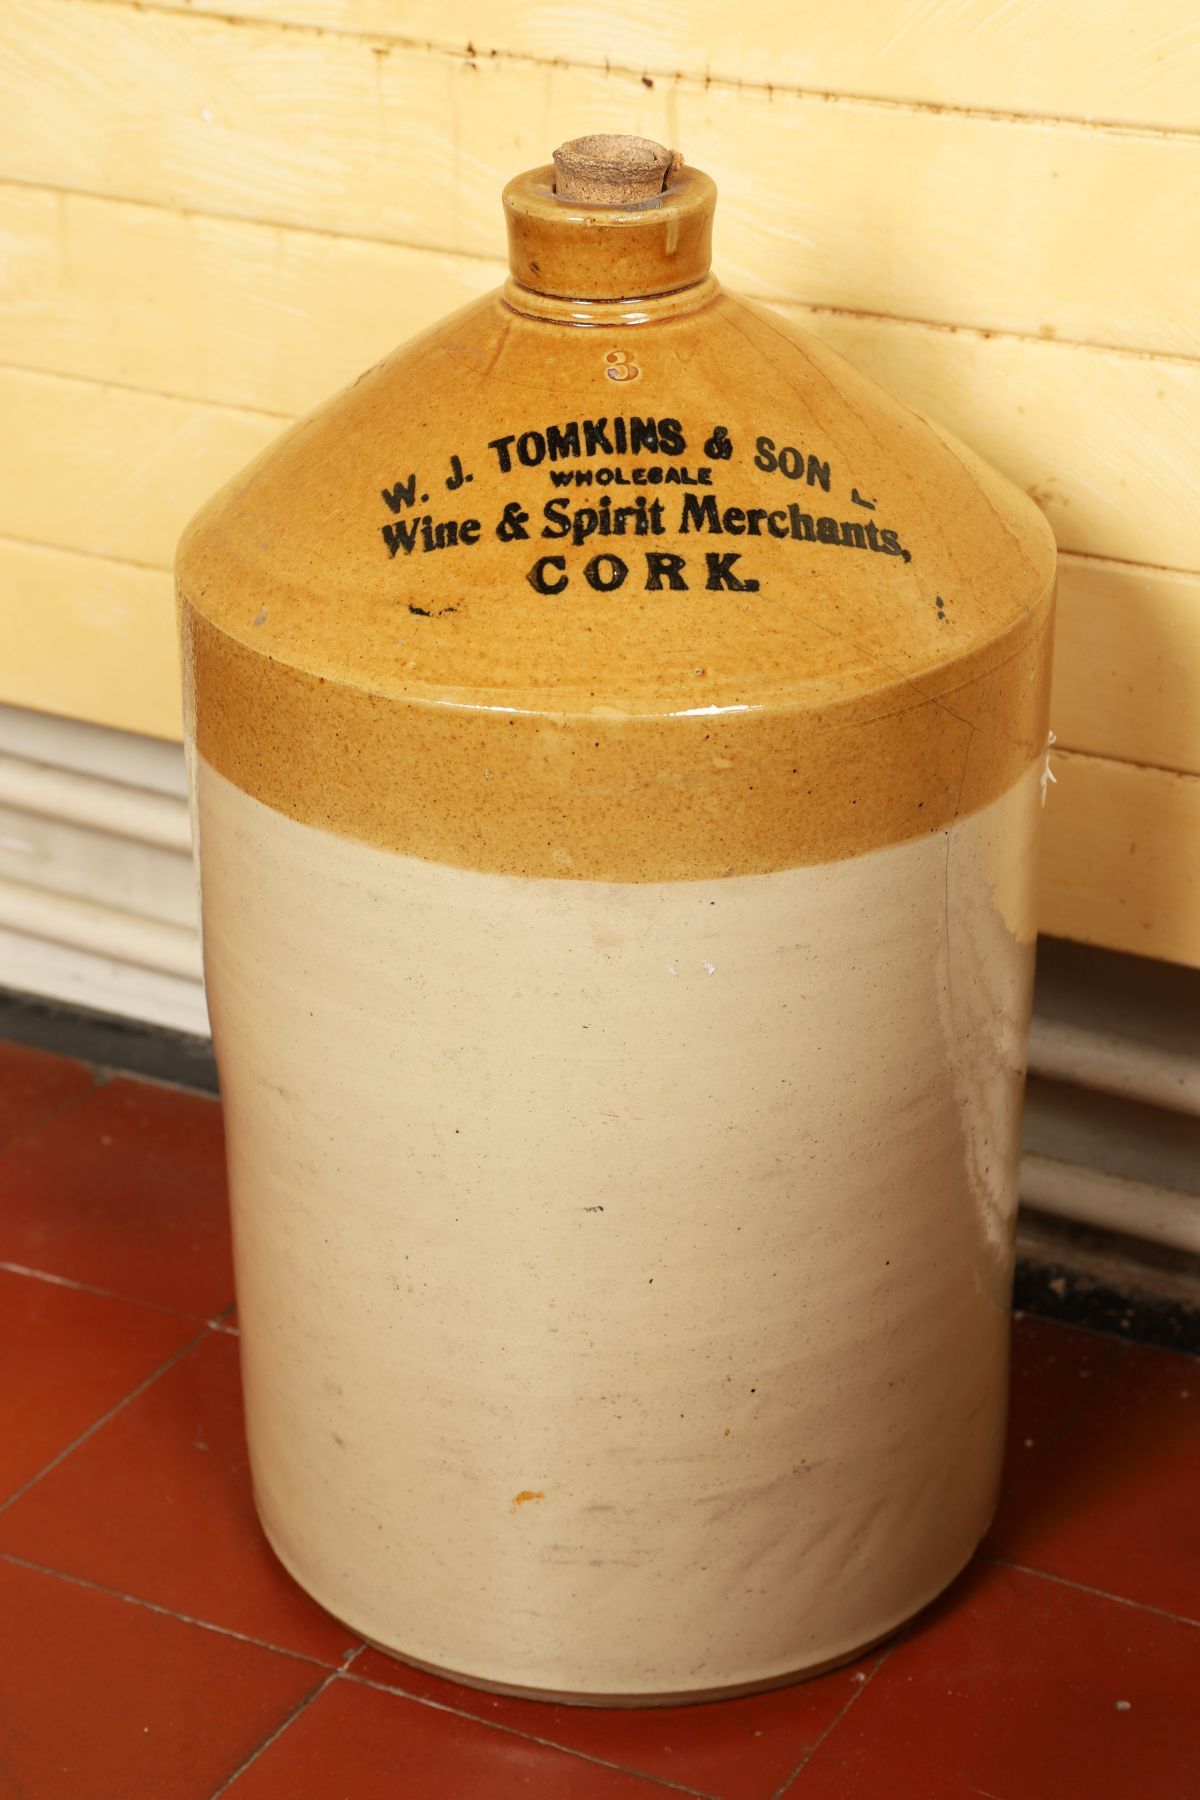 3
W. J. TOMKINS & SON L
WHOLESALE
Wine & Spirit Merchants,
CORK.